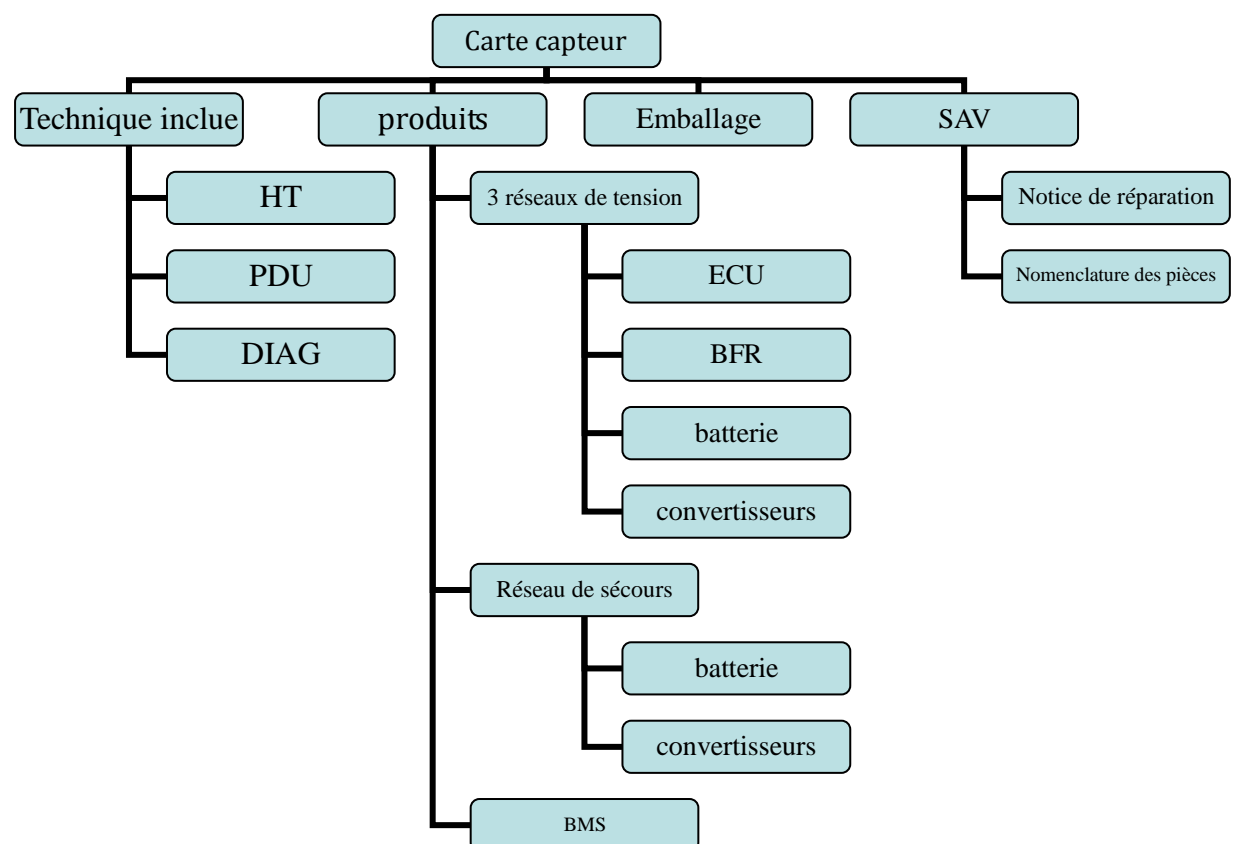 Carte capteur
Technique inclue
produits
Emballage
SAV
HT
3 réseaux de tension
Notice de réparation
PDU
ECU
Nomenclature des pièces
DIAG
BFR
batterie
convertisseurs
Réseau de sécours
batterie
convertisseurs
BMS